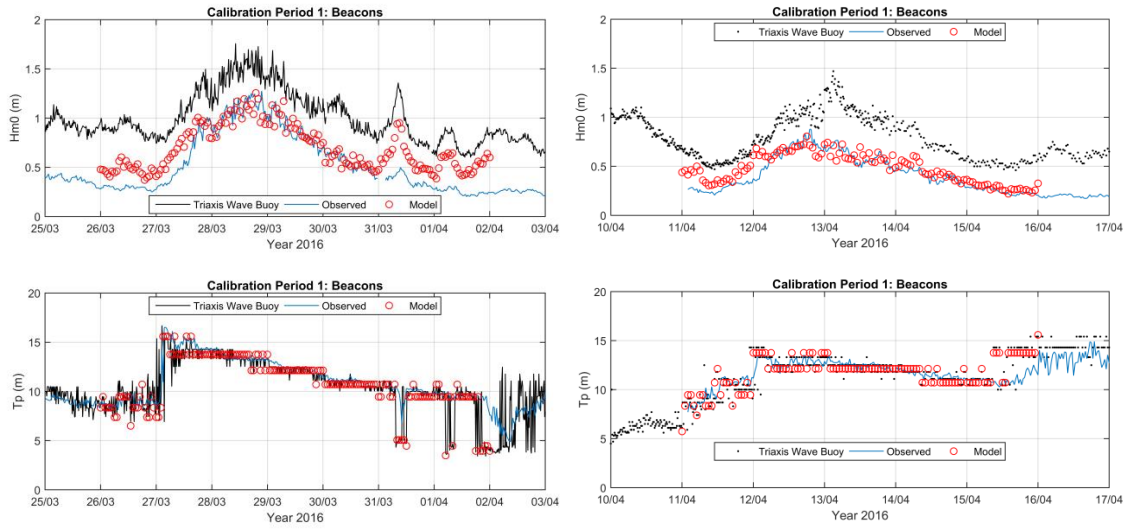 Calibration Period 1: Beacons
2
1.5
1
0.5
0
Hm0 (m)
Triaxis Wave Buoy Observed Model
25/03 26/03 27/03 28/03 29/03 30/03 31/03 01/04 02/04 03/04
Year 2016
Calibration Period 1: Beacons
2
1.5
1
0.5
0
Hm0 (m)
Triaxis Wave Buoy Observed Model
10/04 11/04 12/04 13/04 14/04 15/04 16/04 17/04
Year 2016
Calibration Period 1: Beacons
20
15
10
5
0
Tp (m)
Triaxis Wave Buoy Observed Model
25/03 26/03 27/03 28/03 29/03 30/03 31/03 01/04 02/04 03/04
Year 2016
Calibration Period 1: Beacons
20
15
10
5
0
Tp (m)
Triaxis Wave Buoy Observed Model
10/04 11/04 12/04 13/04 14/04 15/04 16/04 17/04
Year 2016